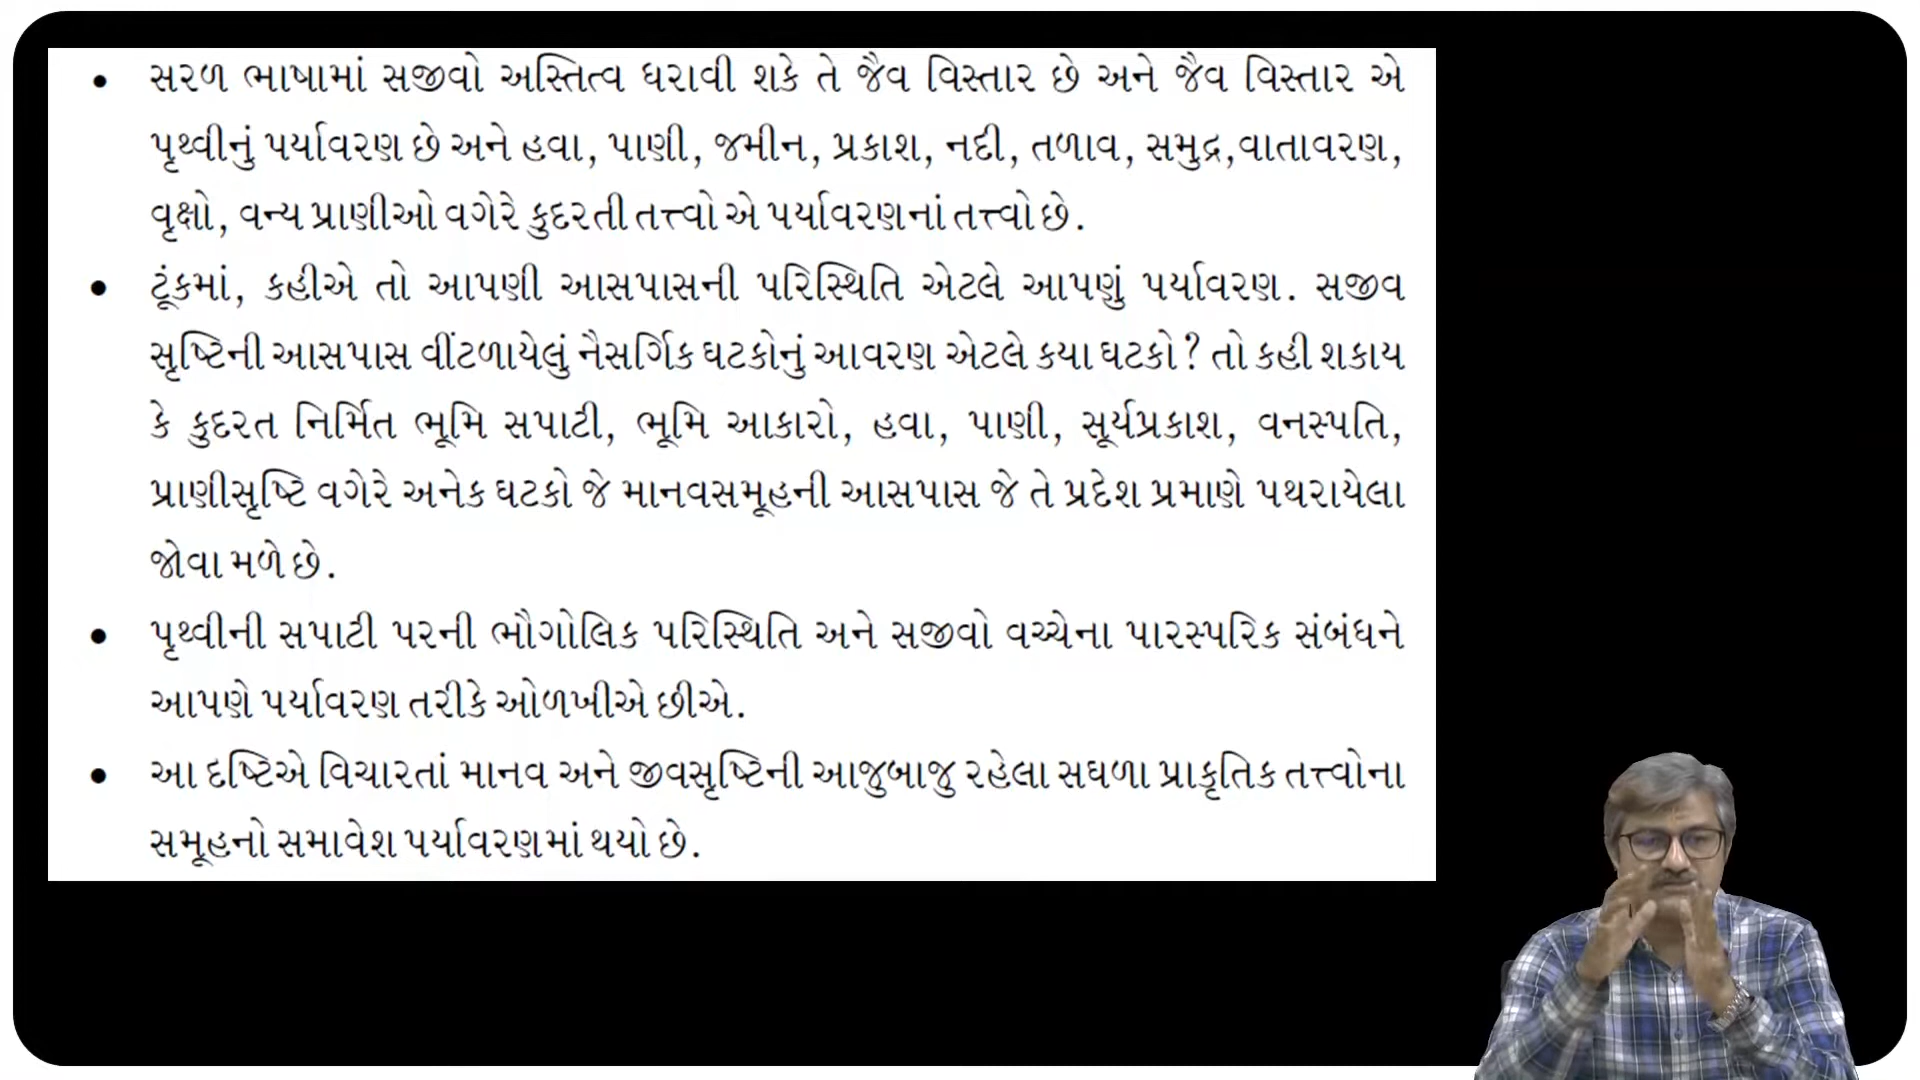 • સરળ ભાષામાં સજીવો અસ્તિત્વ ધરાવી શકે તે જૈવ વિસ્તાર છે અને જૈવ વિસ્તાર એ
પૃથ્વીનું પર્યાવરણ છે અને હવા, પાણી, જમીન, પ્રકાશ, નદી, તળાવ, સમુદ્ર,વાતાવરણ,
વૃક્ષો, વન્ય પ્રાણીઓ વગેરે કુદરતી તત્ત્વો એ પર્યાવરણનાં તત્ત્વો છે.
• ટૂંકમાં, કહીએ તો આપણી આસપાસની પરિસ્થિતિ એટલે આપણું પર્યાવરણ. સજીવ
સૃષ્ટિની આસપાસ વીંટળાયેલું નૈસર્ગિક ઘટકોનું આવરણ એટલે કયા ઘટકો? તો કહી શકાય
કે કુદરત નિર્મિત ભૂમિ સપાટી, ભૂમિ આકારો, હવા, પાણી, સૂર્યપ્રકાશ, વનસ્પતિ,
પ્રાણીસૃષ્ટિ વગેરે અનેક ઘટકો જે માનવસમૂહની આસપાસ જે તે પ્રદેશ પ્રમાણે પથરાયેલા
જોવા મળે છે.
• પૃથ્વીની સપાટી પરની ભૌગોલિક પરિસ્થિતિ અને સજીવો વચ્ચેના પારસ્પરિક સંબંધને
આપણે પર્યાવરણ તરીકે ઓળખીએ છીએ.
• આ દષ્ટિએ વિચારતાં માનવ અને જીવસૃષ્ટિની આજુબાજુ રહેલા સઘળા પ્રાકૃતિક તત્ત્વોના
સમૂહનો સમાવેશ પર્યાવરણમાં થયો છે.